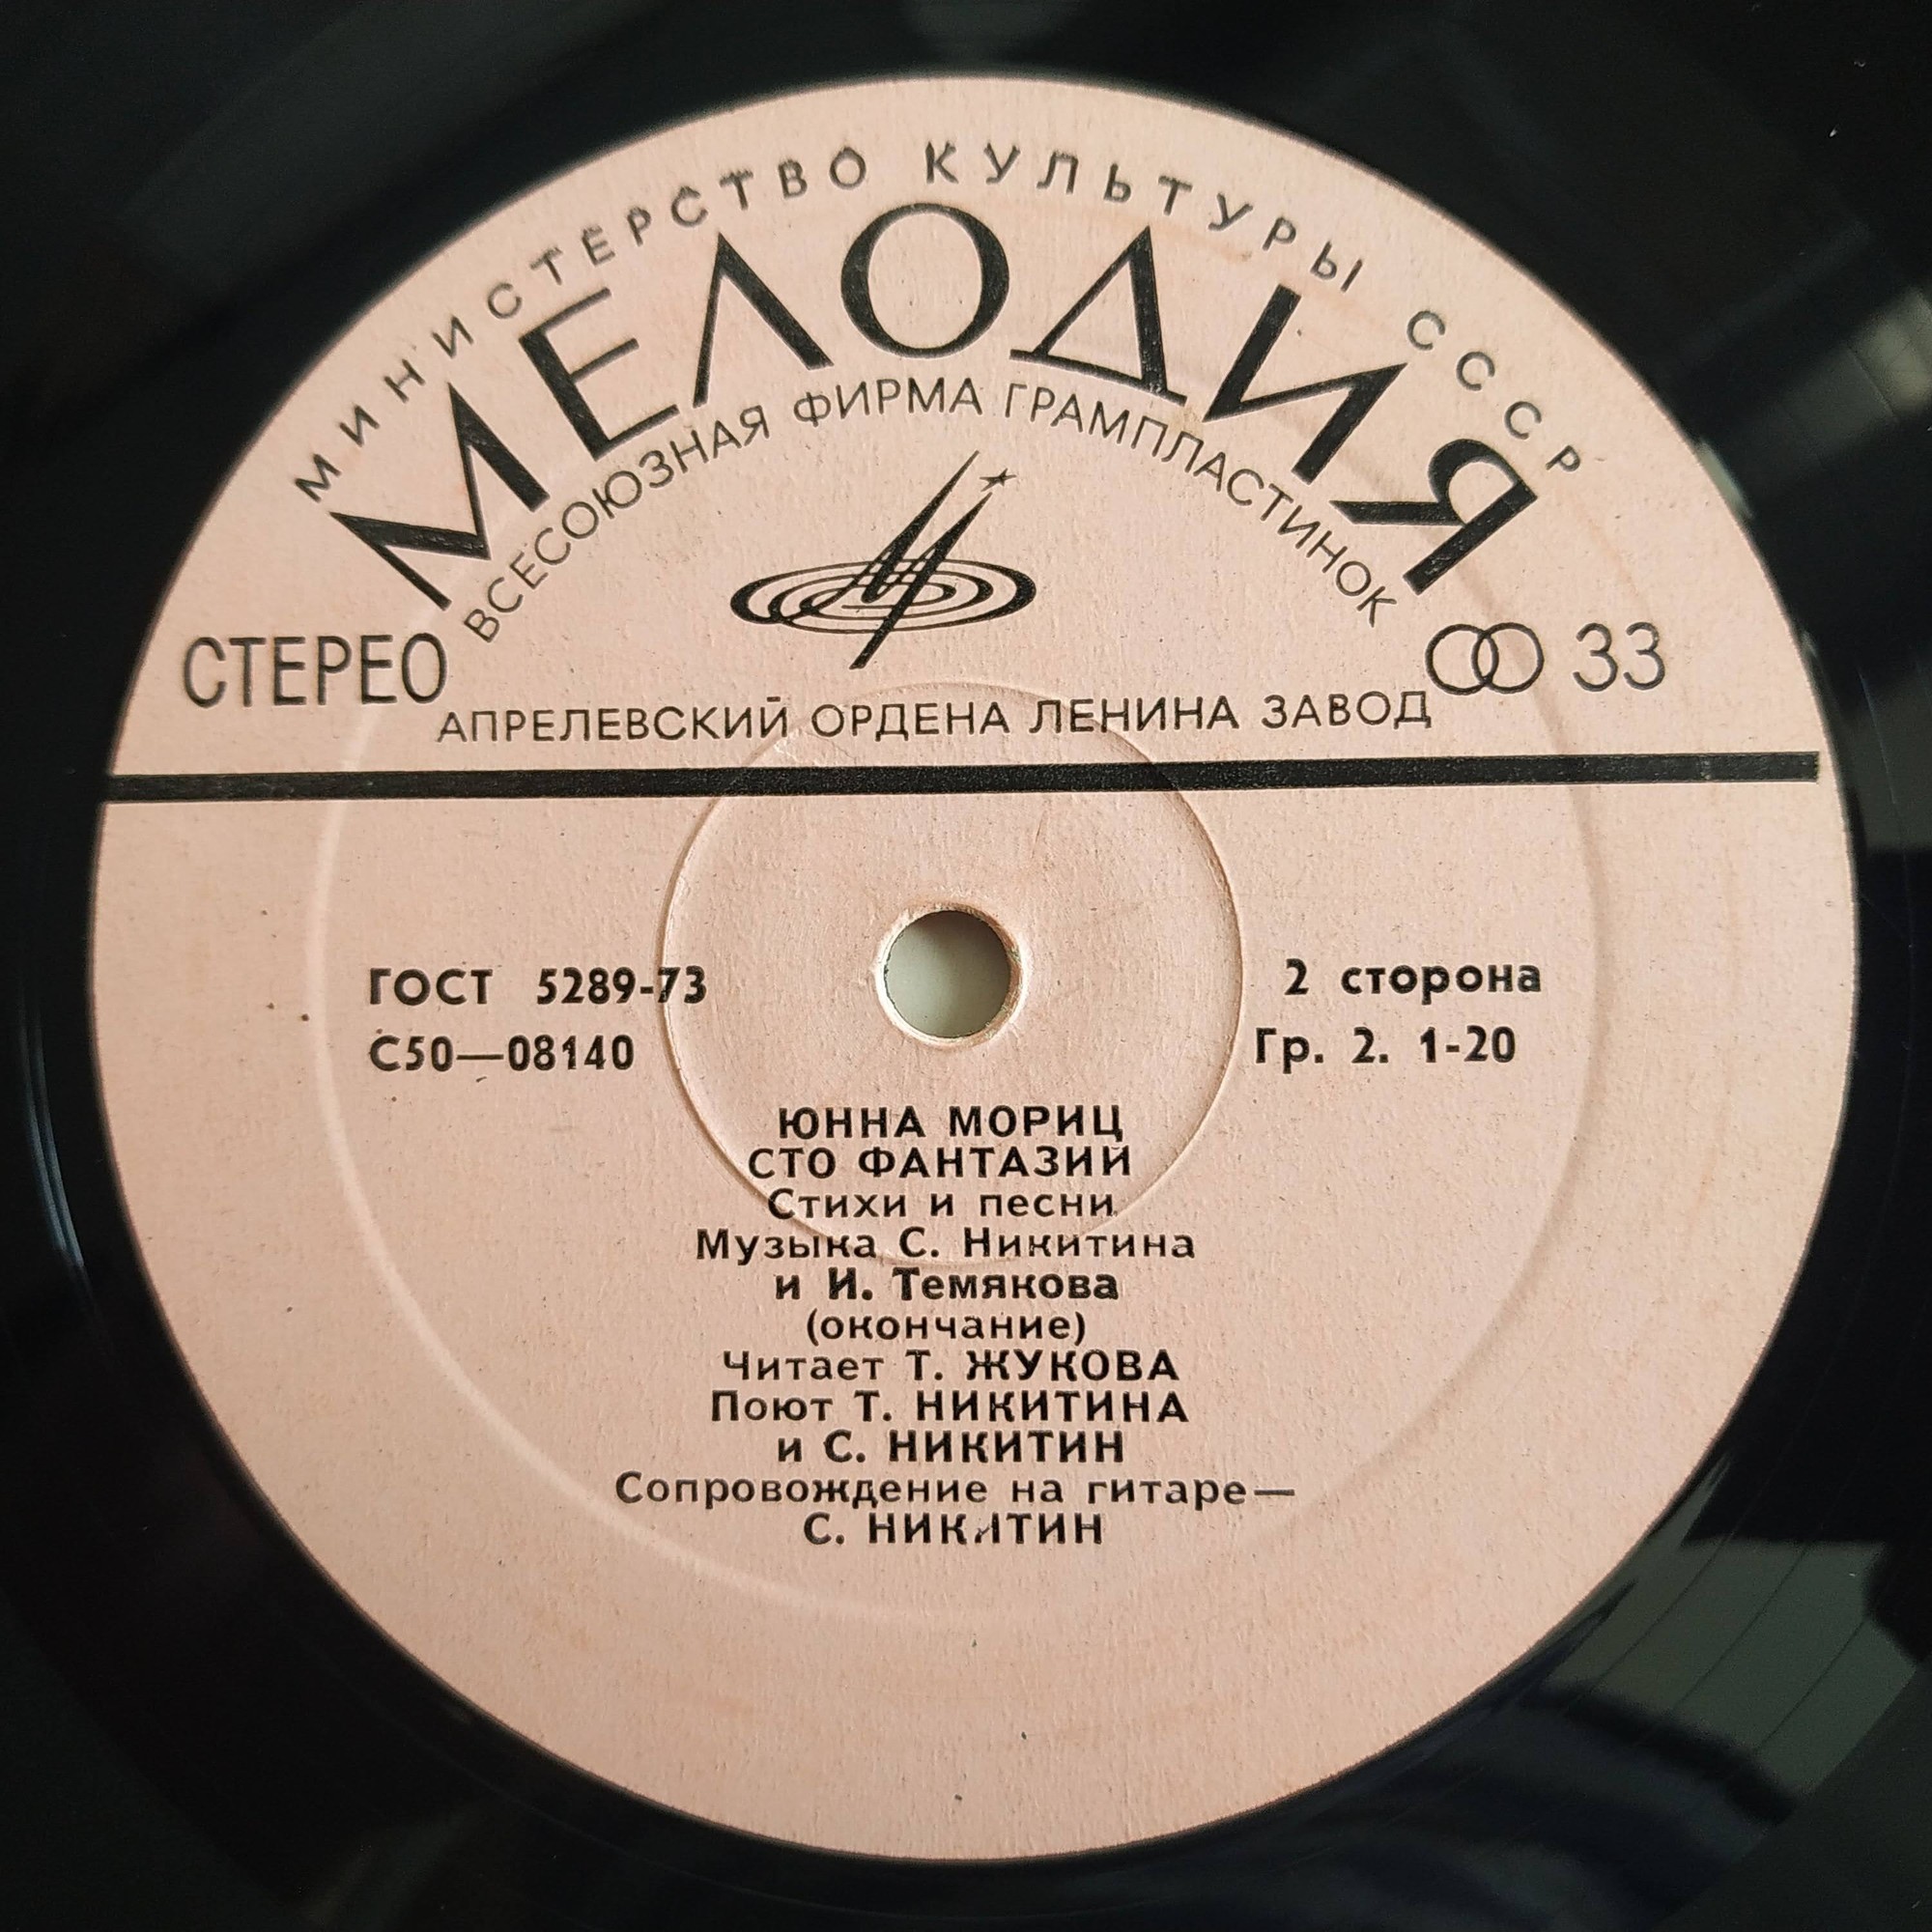 МИНИСТЕРСТВО КУЛЬТУРЫ СССР
МЕЛОДИЯ
ВСЕСОЮЗНАЯ ФИРМА ГРАМПЛАСТИНОК
СТЕРЕО
33
АПРЕЛЕВСКИЙ ОРДЕНА ЛЕНИНА ЗАВОД
ГОСТ 5289-73
2 сторона
С50—08140
Гр. 2. 1-20
ЮННА МОРИЦ
СТО ФАНТАЗИЙ
Стихи и песни
Музыка С. Никитина
и И. Темякова
(окончание)
Читает Т. ЖУКОВА
Поют Т. НИКИТИНА
и С. НИКИТИН
Сопровождение на гитаре—
С. НИКИТИН